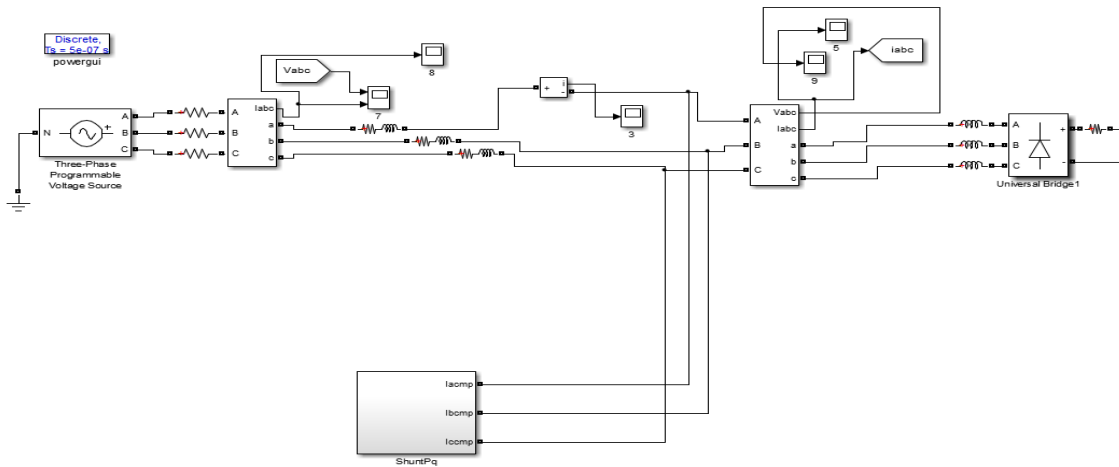 Discrete,
Ts = 5e-07 s
powergui
N
A
B
C
Three-Phase
Programmable
Voltage Source
A
B
C
Iabc
a
b
c
Vabc
8
7
+
i
-
3
5
9
iabc
A
B
C
Vabc
Iabc
a
b
c
A
B
C
+
-
Universal Bridge1
Iacmp
Ibcmp
Iccmp
ShuntPq